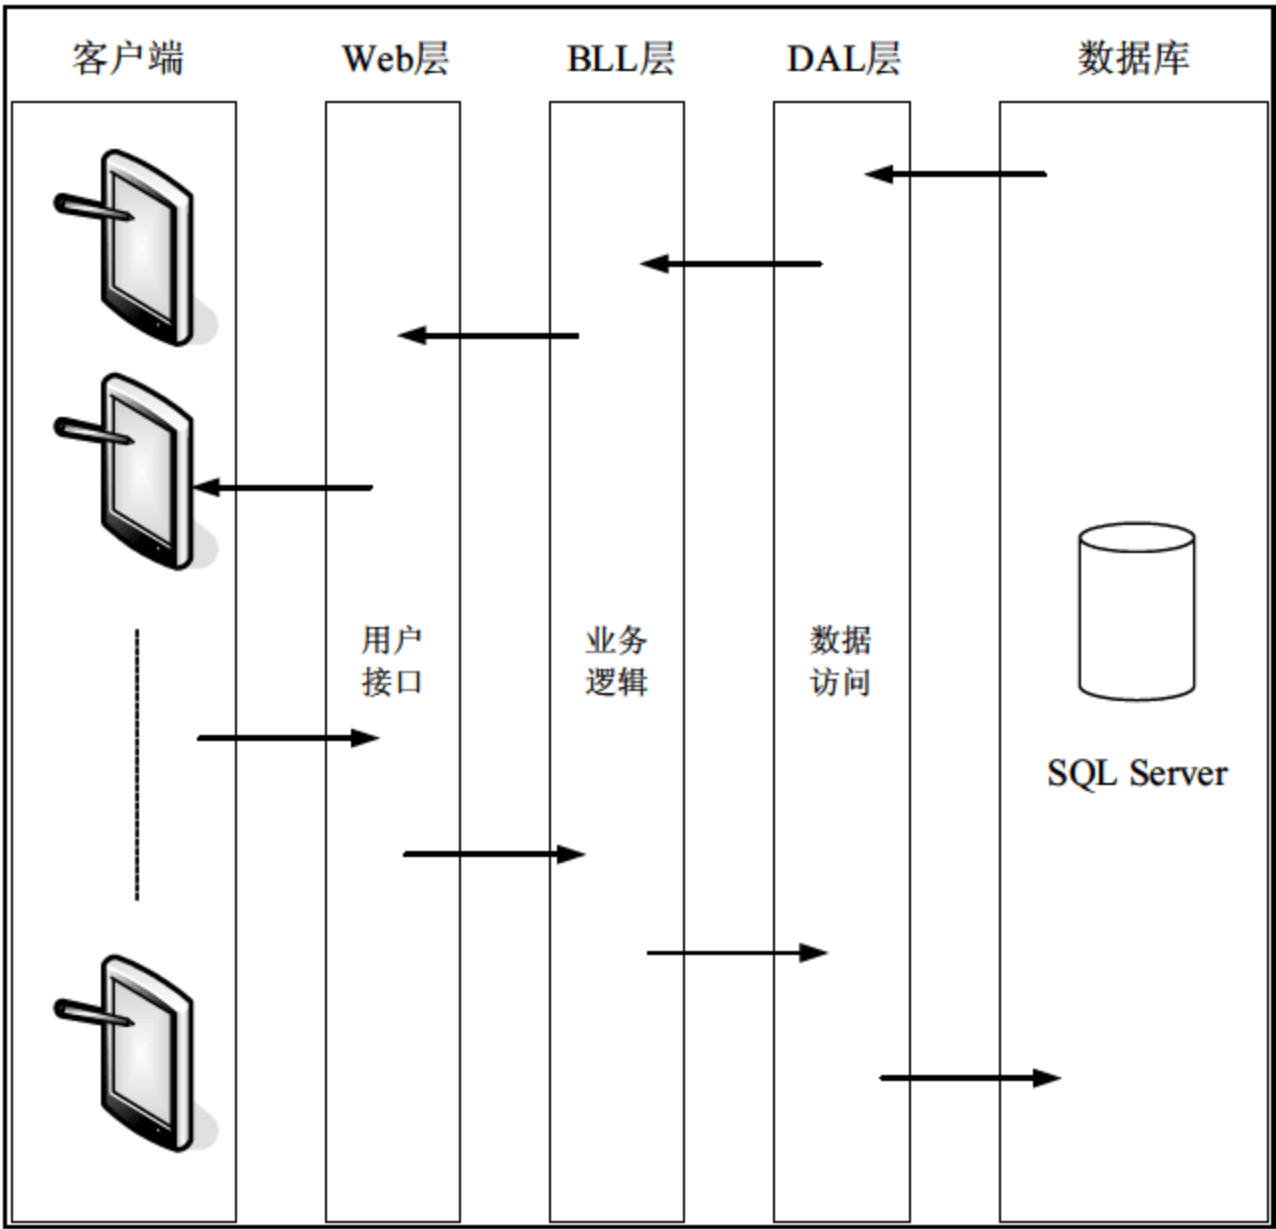 客户端
Web层
BLL层
DAL层
数据库
用户
接口
业务
逻辑
数据
访问
SQL Server